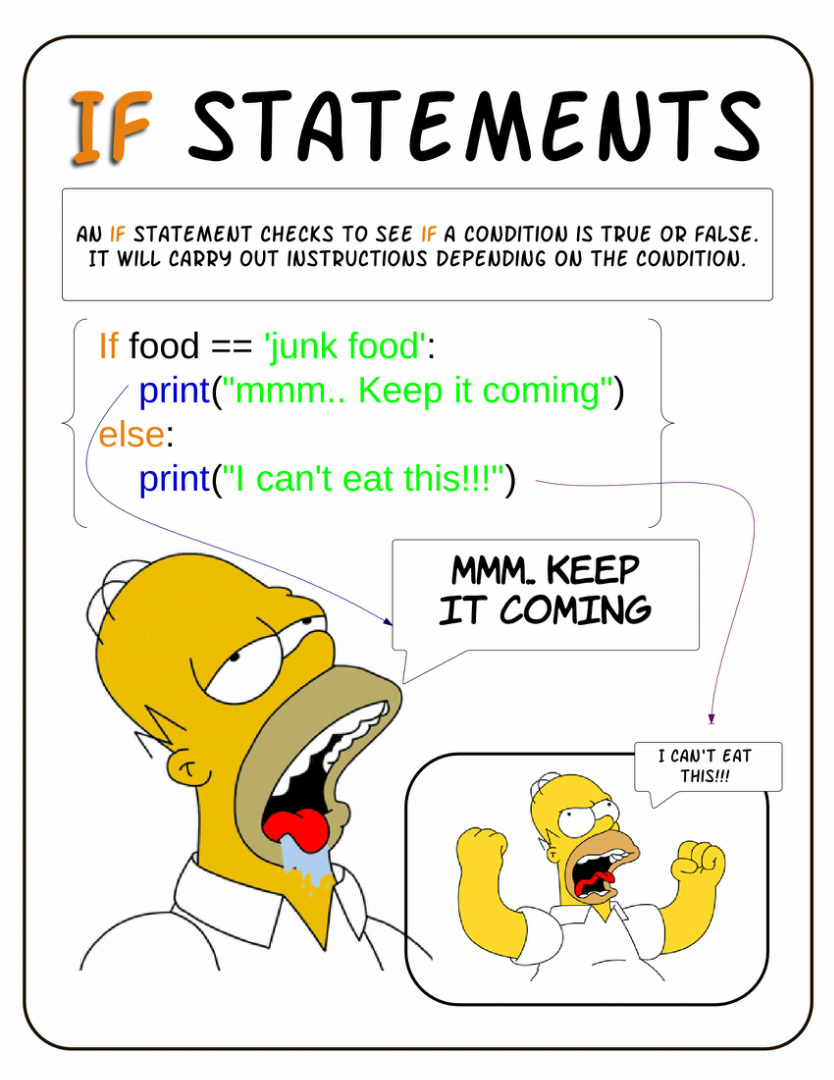 IF STATEMENTS
AN IF STATEMENT CHECKS TO SEE IF A CONDITION IS TRUE OR FALSE.
IT WILL CARRY OUT INSTRUCTIONS DEPENDING ON THE CONDITION.
If food == 'junk food':
print("mmm.. Keep it coming")
else:
print("I can't eat this!!!")
MMM.. KEEP
IT COMING
I CAN'T EAT
THIS!!!